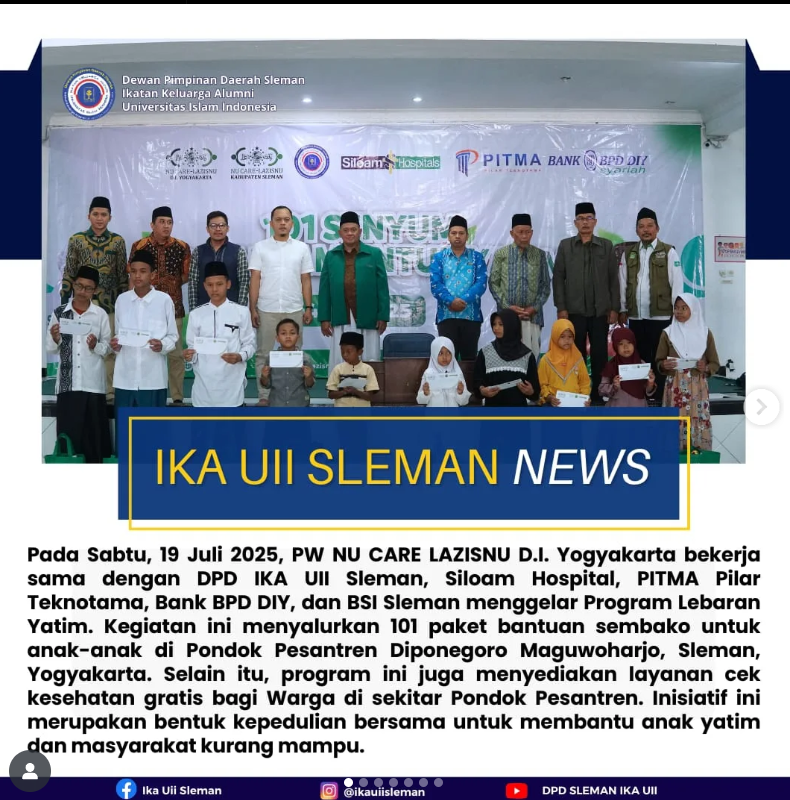 Dewan Pimpinan Daerah Sleman
Ikatan Keluarga Alumni
Universitas Islam Indonesia
NU CARE-LAZISNU
D.I. YOGYAKARTA
NU CARE-LAZISNU
KABUPATEN SLEMAN
Siloam Hospitals
PITMA
PILAR TEKNOTAMA
BANK BPD DIY
Syariah
101 SENYUM
IKA UII SLEMAN NEWS
Pada Sabtu, 19 Juli 2025, PW NU CARE LAZISNU D.I. Yogyakarta bekerja
sama dengan DPD IKA UII Sleman, Siloam Hospital, PITMA Pilar
Teknotama, Bank BPD DIY, dan BSI Sleman menggelar Program Lebaran
Yatim. Kegiatan ini menyalurkan 101 paket bantuan sembako untuk
anak-anak di Pondok Pesantren Diponegoro Maguwoharjo, Sleman,
Yogyakarta. Selain itu, program ini juga menyediakan layanan cek
kesehatan gratis bagi Warga di sekitar Pondok Pesantren. Inisiatif ini
merupakan bentuk kepedulian bersama untuk membantu anak yatim
dan masyarakat kurang mampu.
Ika Uii Sleman
@ikauiisleman
DPD SLEMAN IKA UII